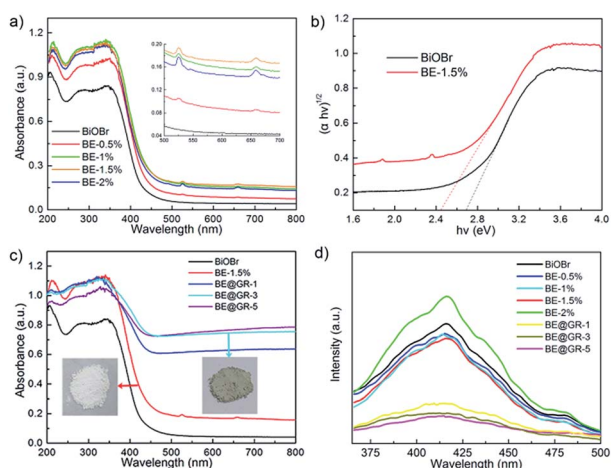 a)
Absorbance (a.u.)
1.2
0.9
0.6
0.3
0.0
BiOBr
BE-0.5%
BE-1%
BE-1.5%
BE-2%
0.20
0.16
0.12
0.08
0.04
500 550 600 650 700
200 300 400 500 600 700 800
Wavelength (nm)
b)
(α hv)1/2
1.0
0.8
0.6
0.4
0.2
BiOBr
BE-1.5%
1.6 2.0 2.4 2.8 3.2 3.6 4.0
hv (eV)
c)
Absorbance (a.u.)
1.2
1.0
0.8
0.6
0.4
0.2
0.0
BiOBr
BE-1.5%
BE@GR-1
BE@GR-3
BE@GR-5
200 300 400 500 600 700 800
Wavelength (nm)
d)
Intensity (a.u.)
BiOBr
BE-0.5%
BE-1%
BE-1.5%
BE-2%
BE@GR-1
BE@GR-3
BE@GR-5
375 400 425 450 475 500
Wavelength (nm)